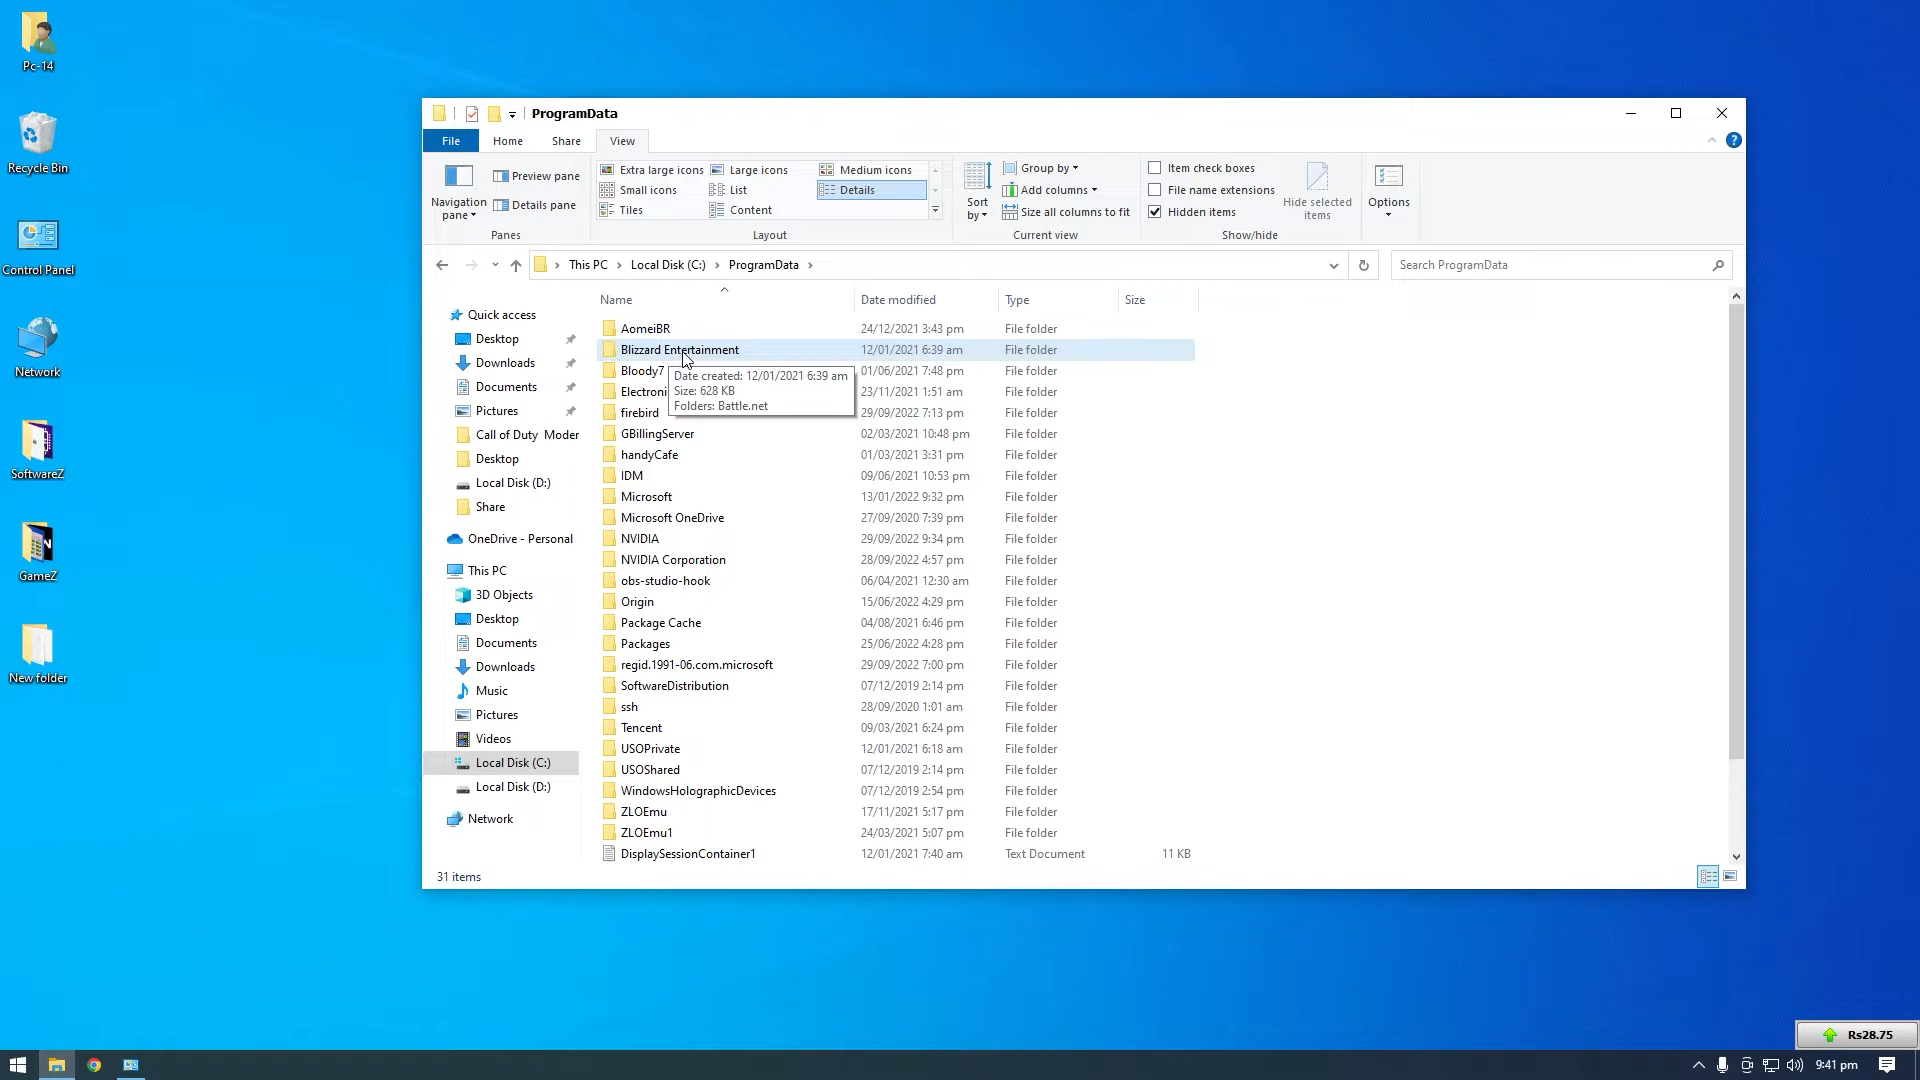 Pc-14
Recycle Bin
Control Panel
Network
SoftwareZ
GameZ
New folder
ProgramData
File Home Share View
Navigation pane
Preview pane
Details pane
Panes
Extra large icons Large icons Medium icons
Small icons List Details
Tiles Content
Layout
Sort by
Group by
Add columns
Size all columns to fit
Current view
Item check boxes
File name extensions
Hidden items
Hide selected items
Show/hide
Options
This PC › Local Disk (C:) › ProgramData ›
Search ProgramData
Quick access
Desktop
Downloads
Documents
Pictures
Call of Duty Moder
Desktop
Local Disk (D:)
Share
OneDrive - Personal
This PC
3D Objects
Desktop
Documents
Downloads
Music
Pictures
Videos
Local Disk (C:)
Local Disk (D:)
Network
Name Date modified Type Size
AomeiBR 24/12/2021 3:43 pm File folder
Blizzard Entertainment 12/01/2021 6:39 am File folder
Bloody7 01/06/2021 7:48 pm File folder
Electroni 23/11/2021 1:51 am File folder
firebird 29/09/2022 7:13 pm File folder
Date created: 12/01/2021 6:39 am
Size: 628 KB
Folders: Battle.net
GBillingServer 02/03/2021 10:48 pm File folder
handyCafe 01/03/2021 3:31 pm File folder
IDM 09/06/2021 10:53 pm File folder
Microsoft 13/01/2022 9:32 pm File folder
Microsoft OneDrive 27/09/2020 7:39 pm File folder
NVIDIA 29/09/2022 9:34 pm File folder
NVIDIA Corporation 28/09/2022 4:57 pm File folder
obs-studio-hook 06/04/2021 12:30 am File folder
Origin 15/06/2022 4:29 pm File folder
Package Cache 04/08/2021 6:46 pm File folder
Packages 25/06/2022 4:28 pm File folder
regid.1991-06.com.microsoft 29/09/2022 7:00 pm File folder
SoftwareDistribution 07/12/2019 2:14 pm File folder
ssh 28/09/2020 1:01 am File folder
Tencent 09/03/2021 6:24 pm File folder
USOPrivate 12/01/2021 6:18 am File folder
USOShared 07/12/2019 2:14 pm File folder
WindowsHolographicDevices 07/12/2019 2:54 pm File folder
ZLOEmu 17/11/2021 5:17 pm File folder
ZLOEmu1 24/03/2021 5:07 pm File folder
DisplaySessionContainer1 12/01/2021 7:40 am Text Document 11 KB
31 items
Rs28.75
9:41 pm